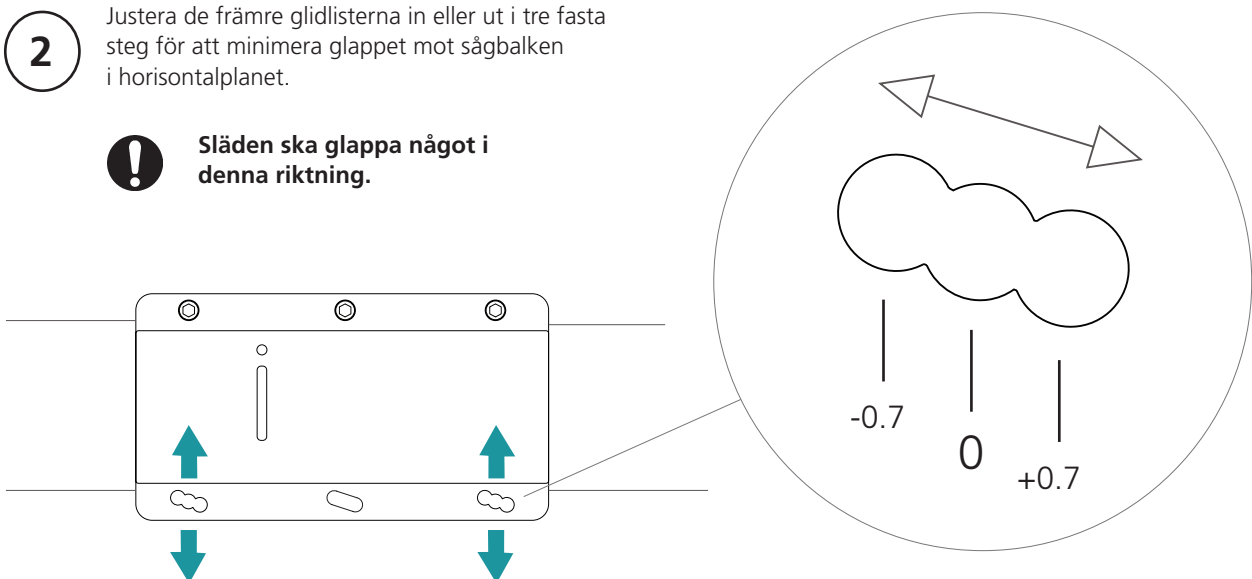 2
Justera de främre glidlisterna in eller ut i tre fasta
steg för att minimera glappet mot sågbalken
i horisontalplanet.
Släden ska glappa något i
denna riktning.
-0.7
0
+0.7